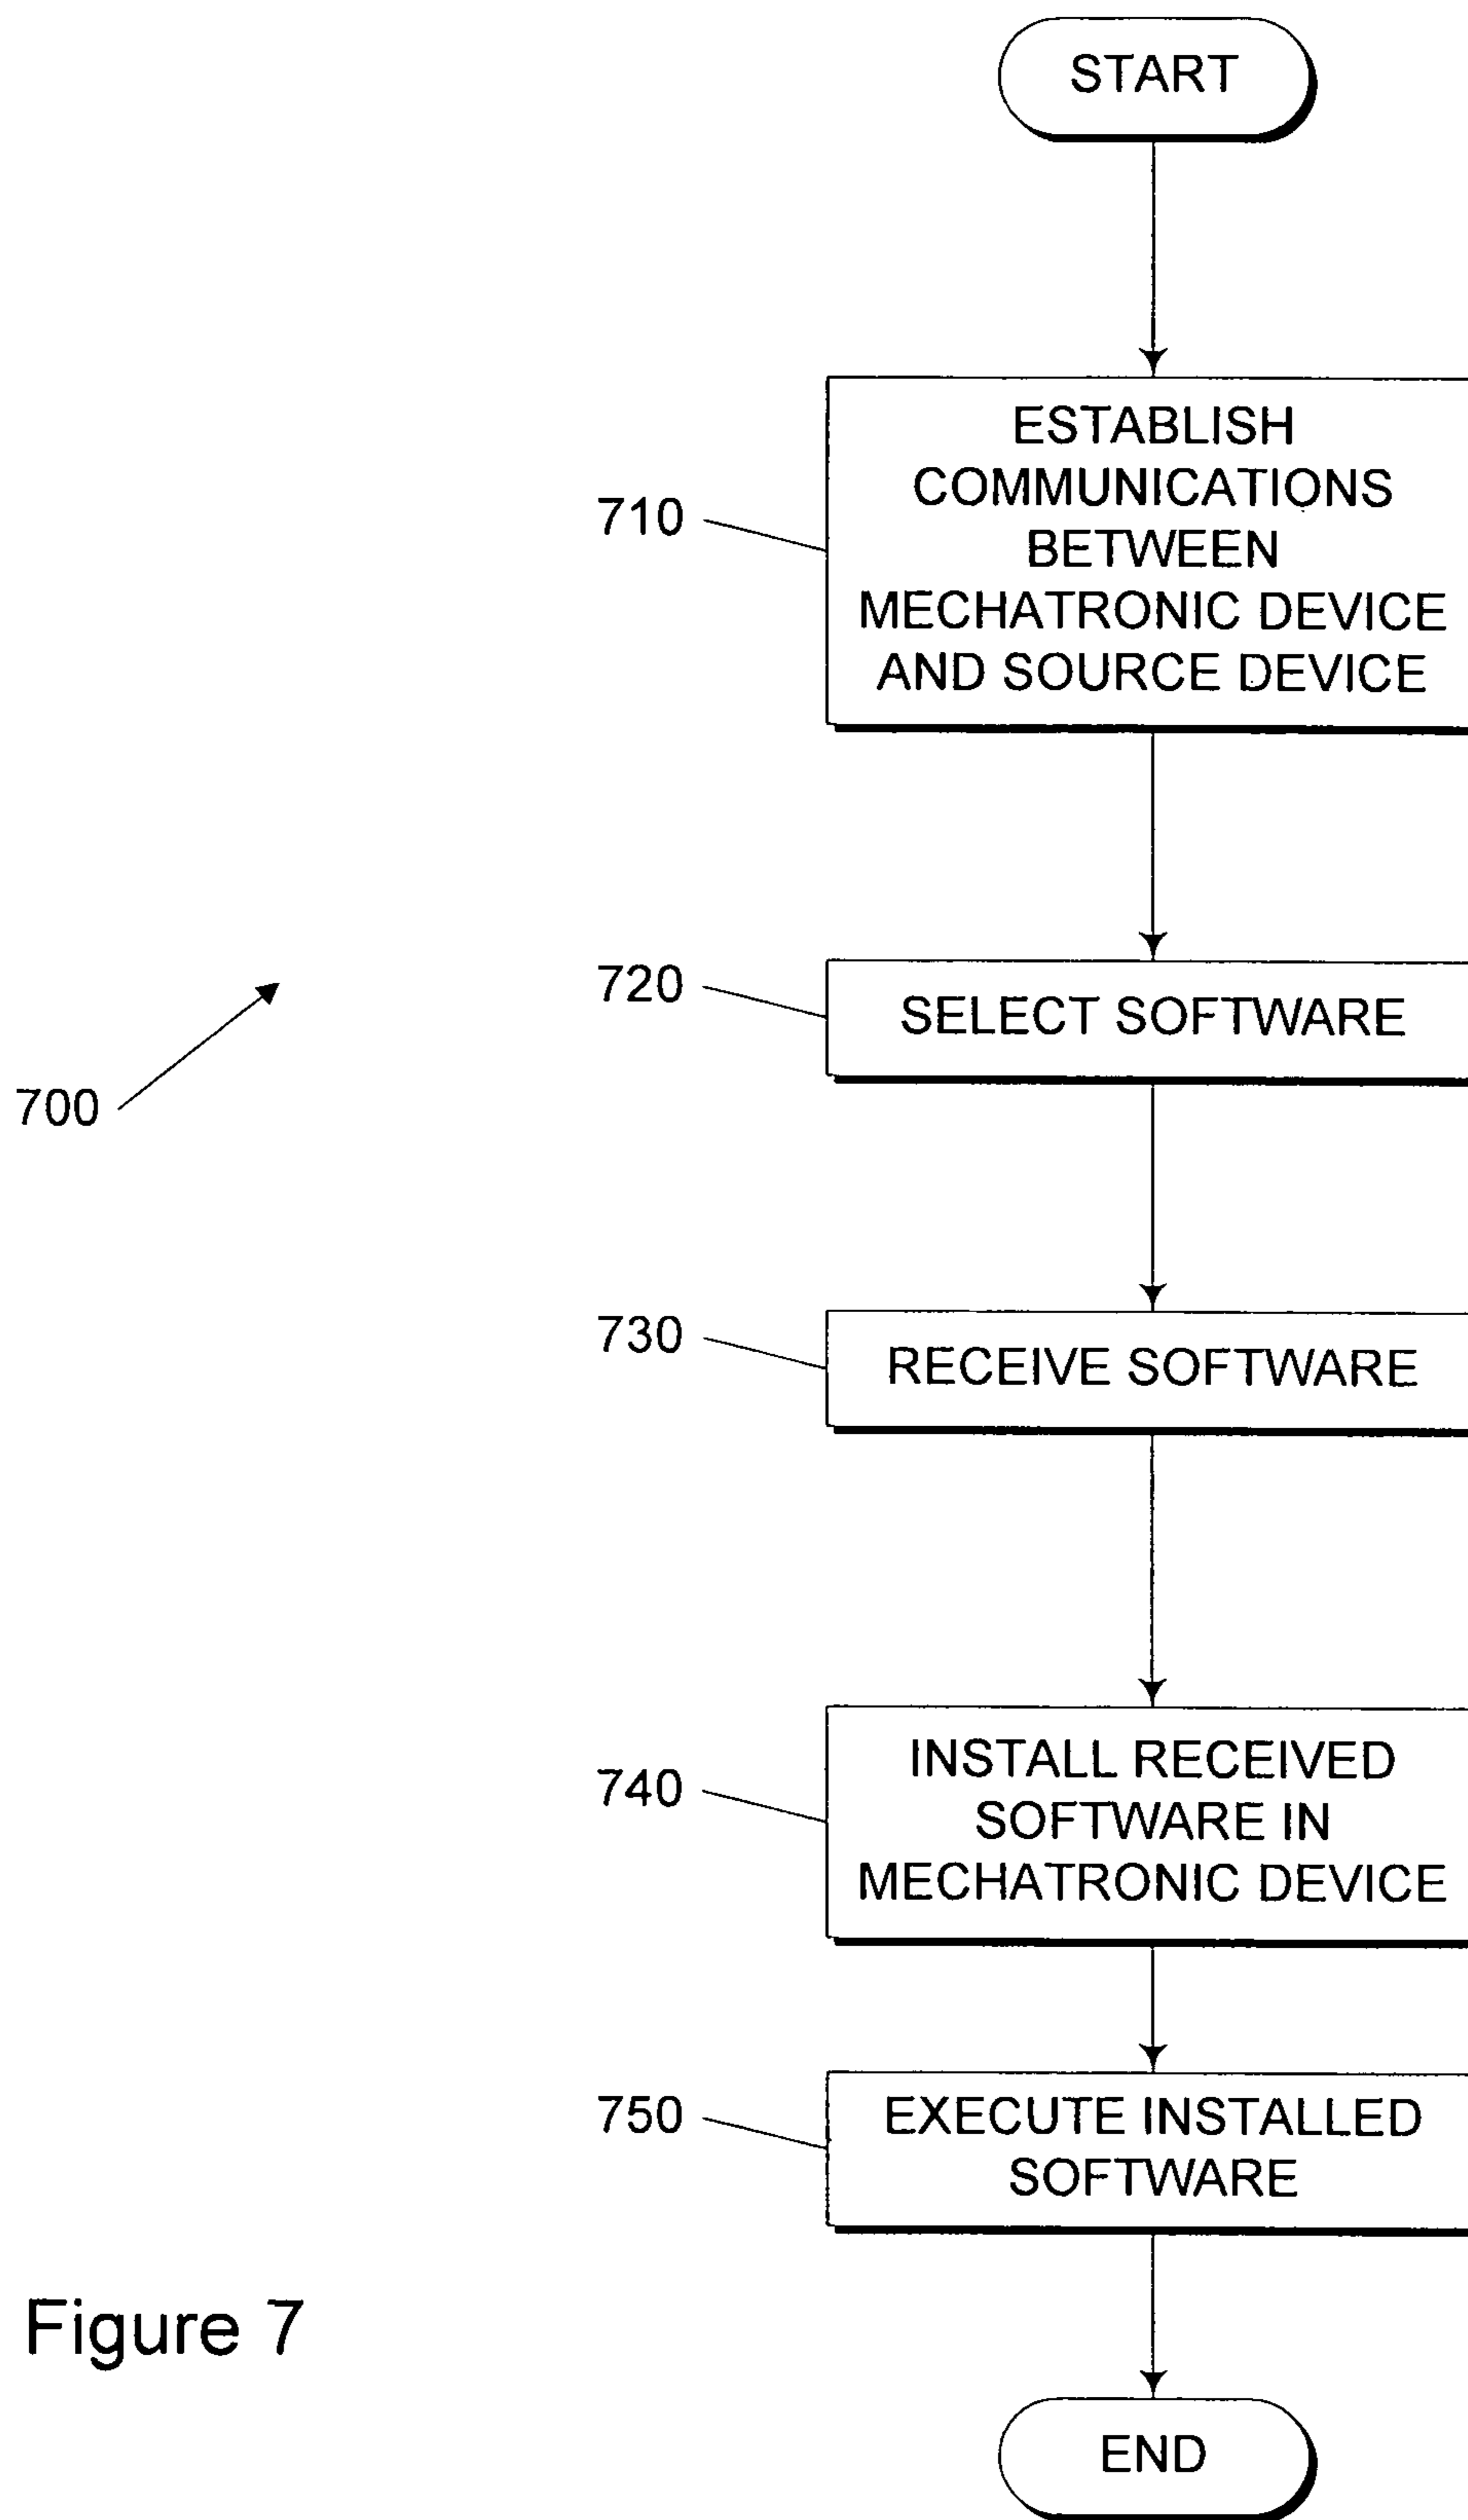 START
ESTABLISH
COMMUNICATIONS
BETWEEN
MECHATRONIC DEVICE
AND SOURCE DEVICE
710
720
SELECT SOFTWARE
700
730
RECEIVE SOFTWARE
740
INSTALL RECEIVED
SOFTWARE IN
MECHATRONIC DEVICE
750
EXECUTE INSTALLED
SOFTWARE
Figure 7
END